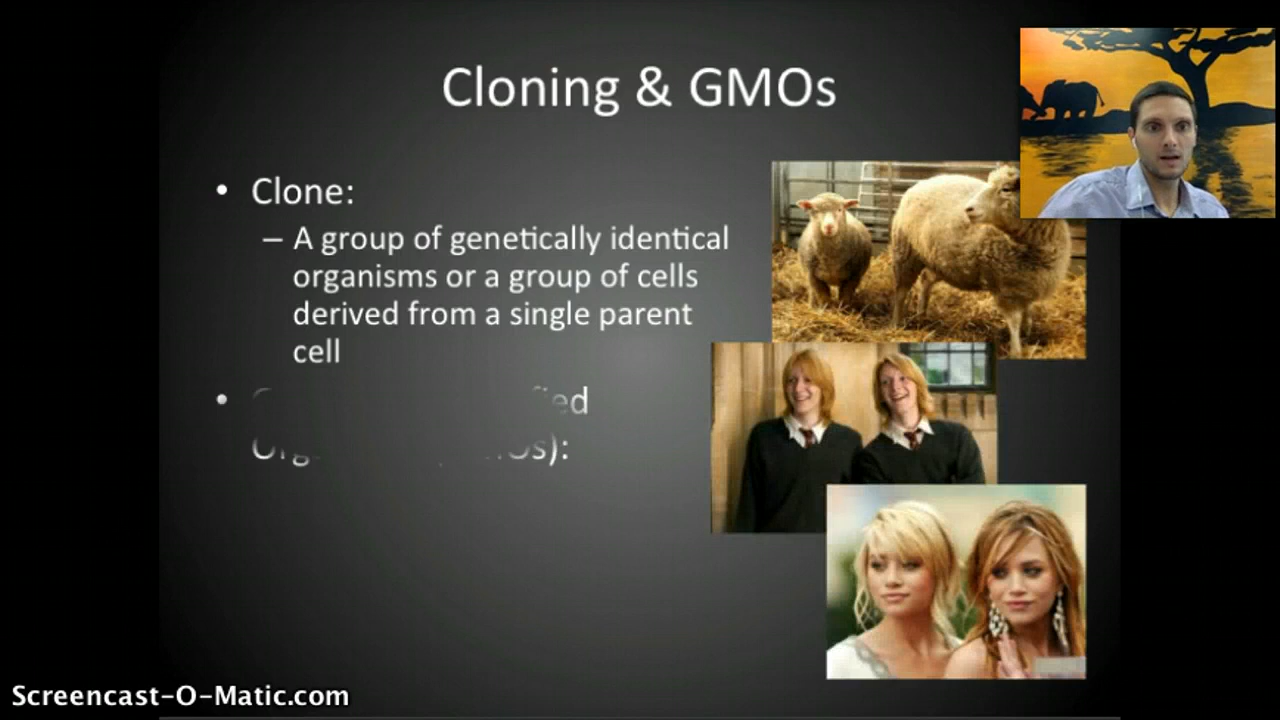 Cloning & GMOs
• Clone:
– A group of genetically identical
organisms or a group of cells
derived from a single parent
cell
•
Screencast-O-Matic.com